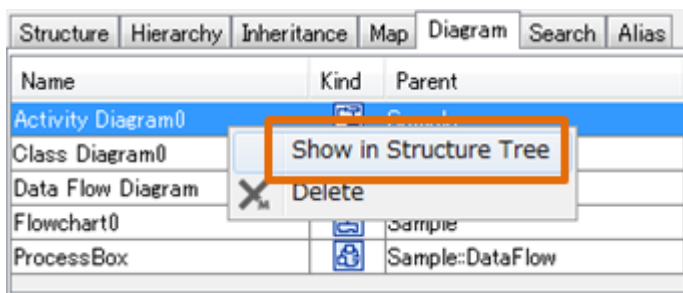 Structure Hierarchy Inheritance Map Diagram Search Alias
Name Kind Parent
Activity Diagram0 Sample
Class Diagram0 Show in Structure Tree
Data Flow Diagram Delete
Flowchart0 Sample
ProcessBox Sample::DataFlow